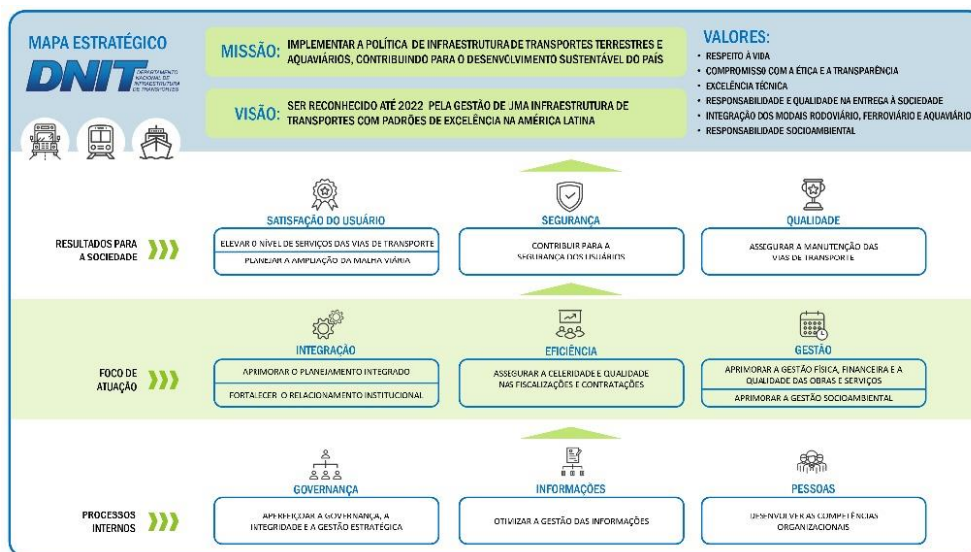 MAPA ESTRATÉGICO
DNIT
DEPARTAMENTO
NACIONAL DE
INFRAESTRUTURA
DE TRANSPORTES
MISSÃO: IMPLEMENTAR A POLÍTICA DE INFRAESTRUTURA DE TRANSPORTES TERRESTRES E
AQUAVIÁRIOS, CONTRIBUINDO PARA O DESENVOLVIMENTO SUSTENTÁVEL DO PAÍS
VISÃO: SER RECONHECIDO ATÉ 2022 PELA GESTÃO DE UMA INFRAESTRUTURA DE
TRANSPORTES COM PADRÕES DE EXCELÊNCIA NA AMÉRICA LATINA
VALORES:
• RESPEITO À VIDA
• COMPROMISSO COM A ÉTICA E A TRANSPARÊNCIA
• EXCELÊNCIA TÉCNICA
• RESPONSABILIDADE E QUALIDADE NA ENTREGA À SOCIEDADE
• INTEGRAÇÃO DOS MODAIS RODOVIÁRIO, FERROVIÁRIO E AQUAVIÁRIO
• RESPONSABILIDADE SOCIOAMBIENTAL
RESULTADOS PARA
A SOCIEDADE
SATISFAÇÃO DO USUÁRIO
ELEVAR O NÍVEL DE SERVIÇOS DAS VIAS DE TRANSPORTE
PLANEJAR A AMPLIAÇÃO DA MALHA VIÁRIA
SEGURANÇA
CONTRIBUIR PARA A
SEGURANÇA DOS USUÁRIOS
QUALIDADE
ASSEGURAR A MANUTENÇÃO DAS
VIAS DE TRANSPORTE
FOCO DE
ATUAÇÃO
INTEGRAÇÃO
APRIMORAR O PLANEJAMENTO INTEGRADO
FORTALECER O RELACIONAMENTO INSTITUCIONAL
EFICIÊNCIA
ASSEGURAR A CELERIDADE E QUALIDADE
NAS FISCALIZAÇÕES E CONTRATAÇÕES
GESTÃO
APRIMORAR A GESTÃO FÍSICA, FINANCEIRA E A
QUALIDADE DAS OBRAS E SERVIÇOS
APRIMORAR A GESTÃO SOCIOAMBIENTAL
PROCESSOS
INTERNOS
GOVERNANÇA
APERFEIÇOAR A GOVERNANÇA, A
INTEGRIDADE E A GESTÃO ESTRATÉGICA
INFORMAÇÕES
OTIMIZAR A GESTÃO DAS INFORMAÇÕES
PESSOAS
DESENVOLVER AS COMPETÊNCIAS
ORGANIZACIONAIS